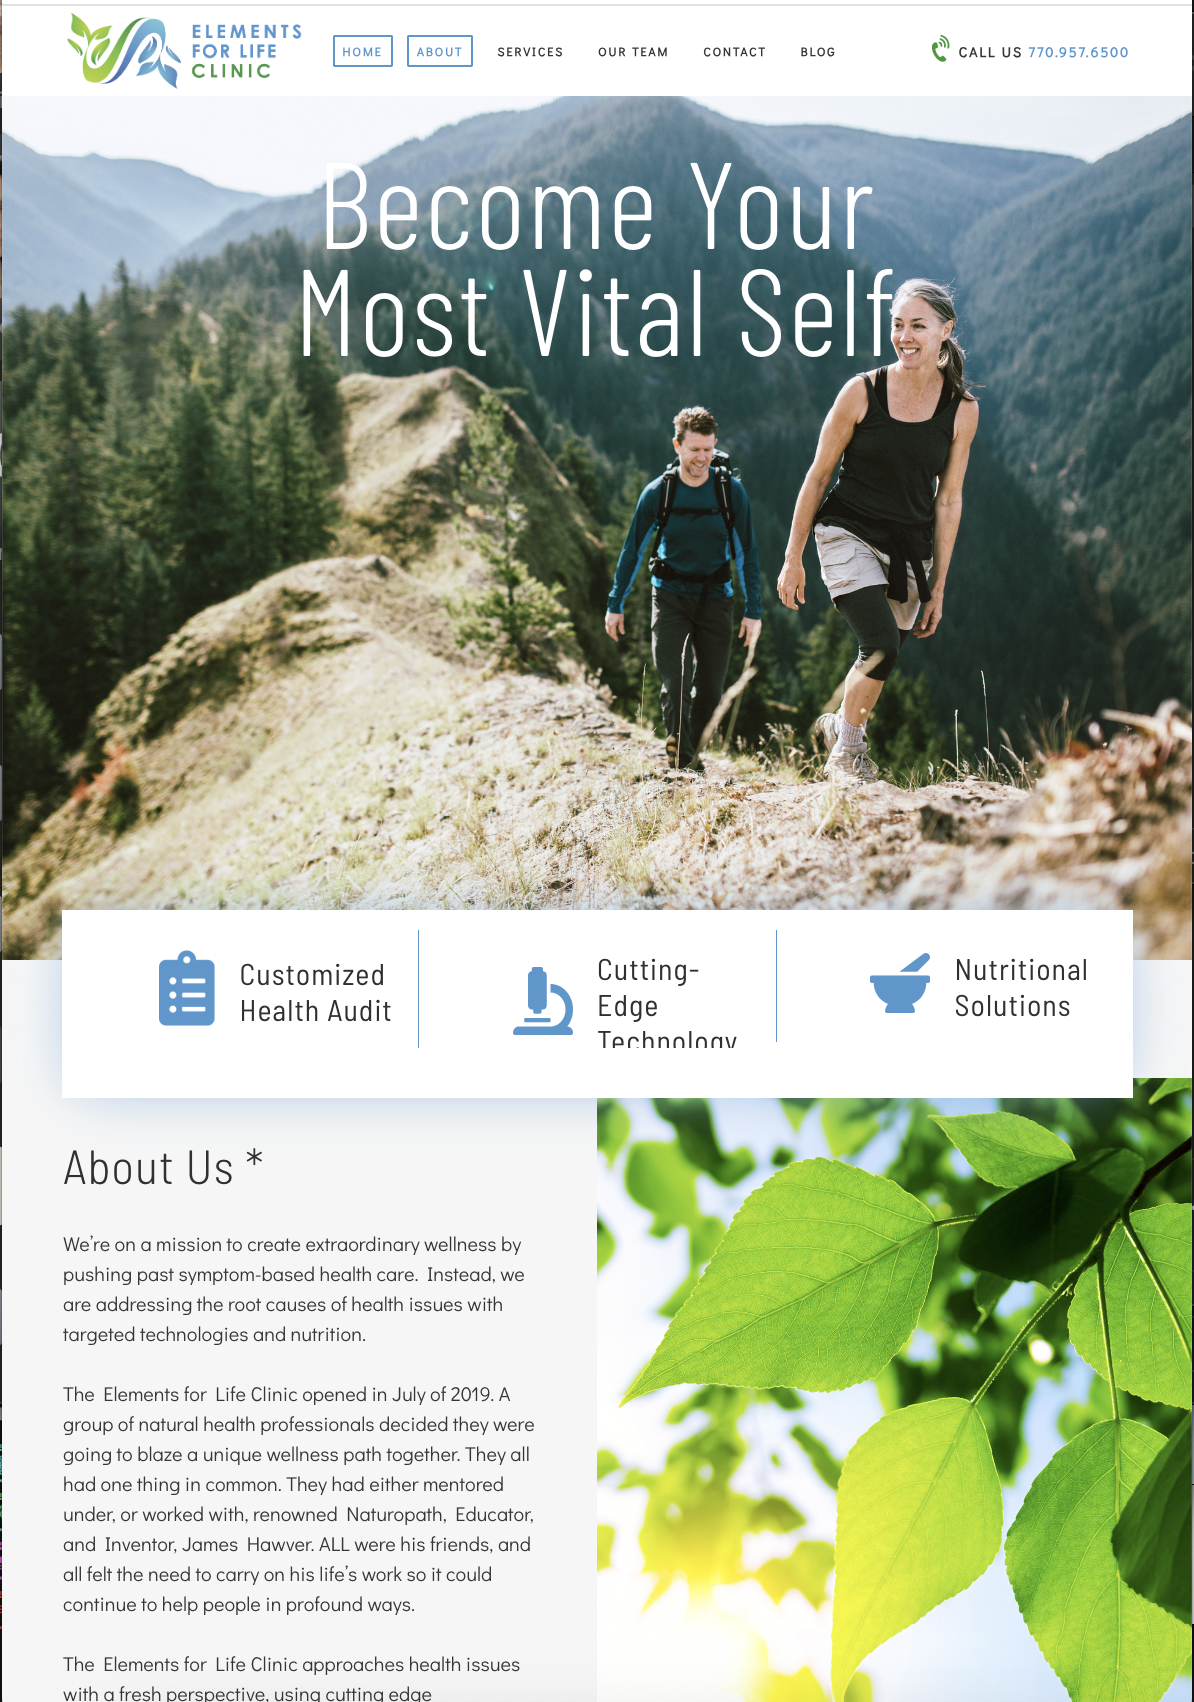 ELEMENTS
FOR LIFE
CLINIC
HOME ABOUT SERVICES OUR TEAM CONTACT BLOG
CALL US 770.957.6500
Become Your
Most Vital Self
Customized
Health Audit
Cutting-
Edge
Technology
Nutritional
Solutions
About Us *
We're on a mission to create extraordinary wellness by
pushing past symptom-based health care. Instead, we
are addressing the root causes of health issues with
targeted technologies and nutrition.
The Elements for Life Clinic opened in July of 2019. A
group of natural health professionals decided they were
going to blaze a unique wellness path together. They all
had one thing in common. They had either mentored
under, or worked with, renowned Naturopath, Educator,
and Inventor, James Hawver. ALL were his friends, and
all felt the need to carry on his life's work so it could
continue to help people in profound ways.
The Elements for Life Clinic approaches health issues
with a fresh perspective, using cutting edge